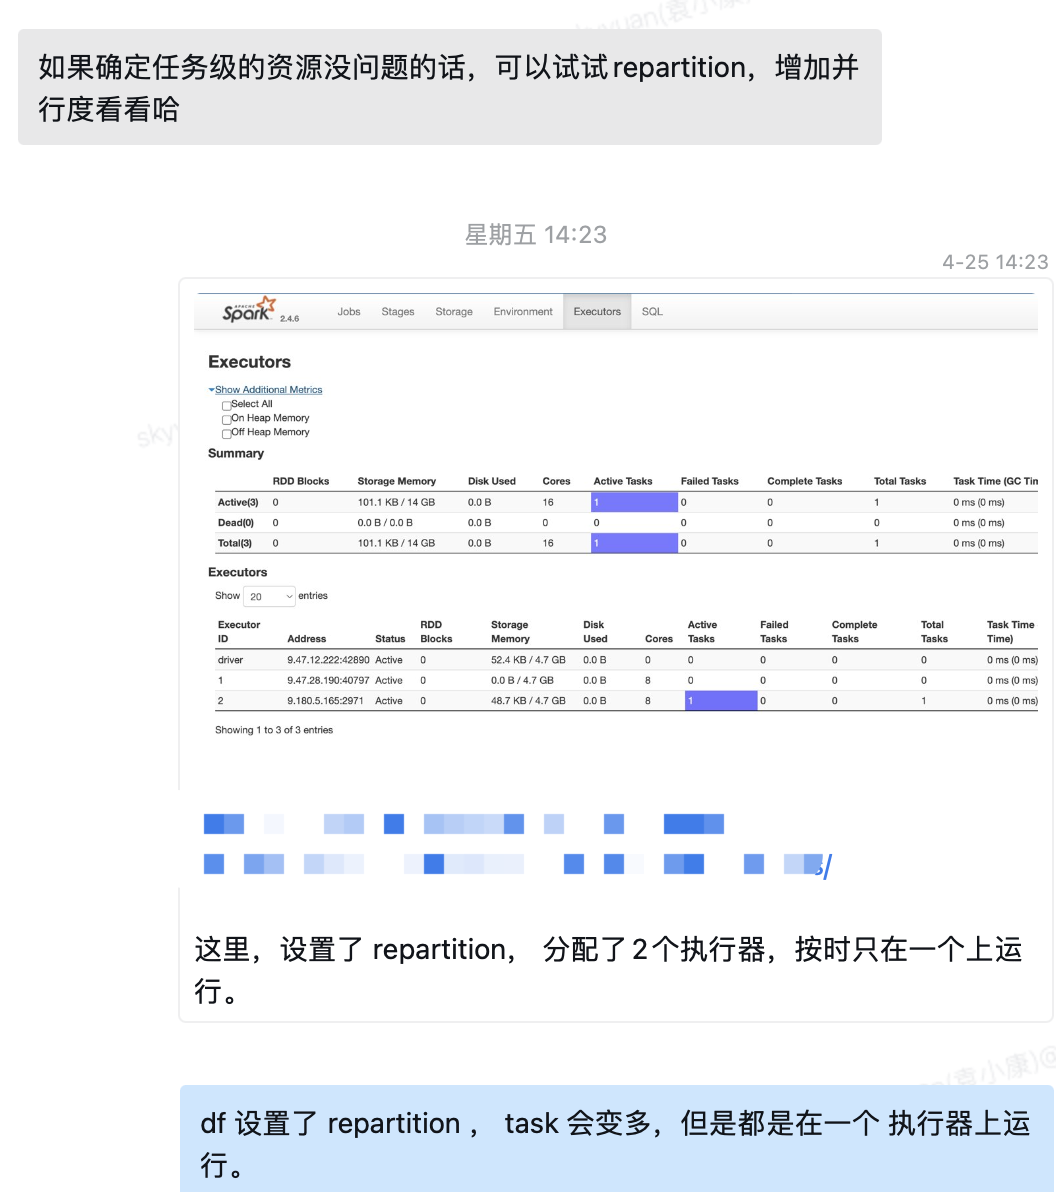 如果确定任务级的资源没问题的话，可以试试repartition，增加并
行度看看哈
星期五 14:23
4-25 14:23
APACHE Spark 2.4.6 Jobs Stages Storage Environment Executors SQL
Executors
Show Additional Metrics
Select All
On Heap Memory
Off Heap Memory
Summary
RDD Blocks Storage Memory Disk Used Cores Active Tasks Failed Tasks Complete Tasks Total Tasks Task Time (GC Tim
Active(3) 0 101.1 KB / 14 GB 0.0 B 16 1 0 0 1 0 ms (0 ms)
Dead(0) 0 0.0 B / 0.0 B 0.0 B 0 0 0 0 0 0 ms (0 ms)
Total(3) 0 101.1 KB / 14 GB 0.0 B 16 1 0 0 1 0 ms (0 ms)
Executors
Show 20 entries
Executor RDD Storage Disk Active Failed Complete Total Task Time
ID Address Status Blocks Memory Used Cores Tasks Tasks Tasks Tasks Time)
driver 9.47.12.222:42890 Active 0 52.4 KB / 4.7 GB 0.0 B 0 0 0 0 0 0 ms (0 ms)
1 9.47.28.190:40797 Active 0 0.0 B / 4.7 GB 0.0 B 8 0 0 0 0 0 ms (0 ms)
2 9.180.5.165:2971 Active 0 48.7 KB / 4.7 GB 0.0 B 8 1 0 0 1 0 ms (0 ms)
Showing 1 to 3 of 3 entries
s/
这里，设置了 repartition， 分配了2个执行器，按时只在一个上运
行。
df 设置了 repartition ， task 会变多，但是都是在一个 执行器上运
行。